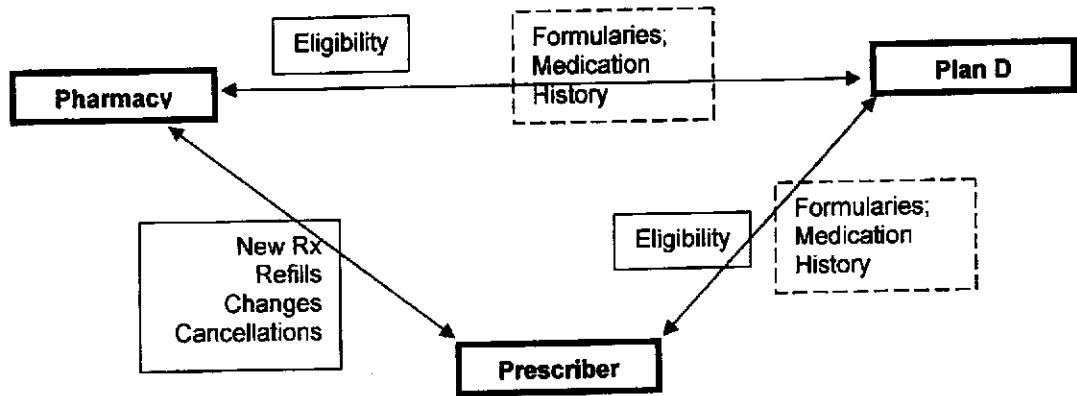 Eligibility
Formularies;
Medication
History
Plan D
Pharmacy
Formularies;
Medication
History
Eligibility
New Rx
Refills
Changes
Cancellations
Prescriber